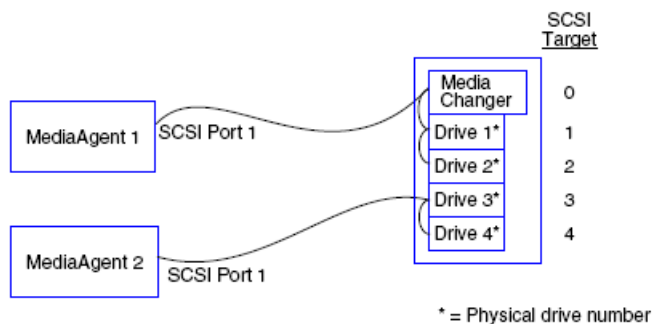 SCSI
Target
Media
Changer
0
MediaAgent 1
SCSI Port 1
Drive 1*
1
Drive 2*
2
Drive 3*
3
Drive 4*
4
MediaAgent 2
SCSI Port 1
* = Physical drive number